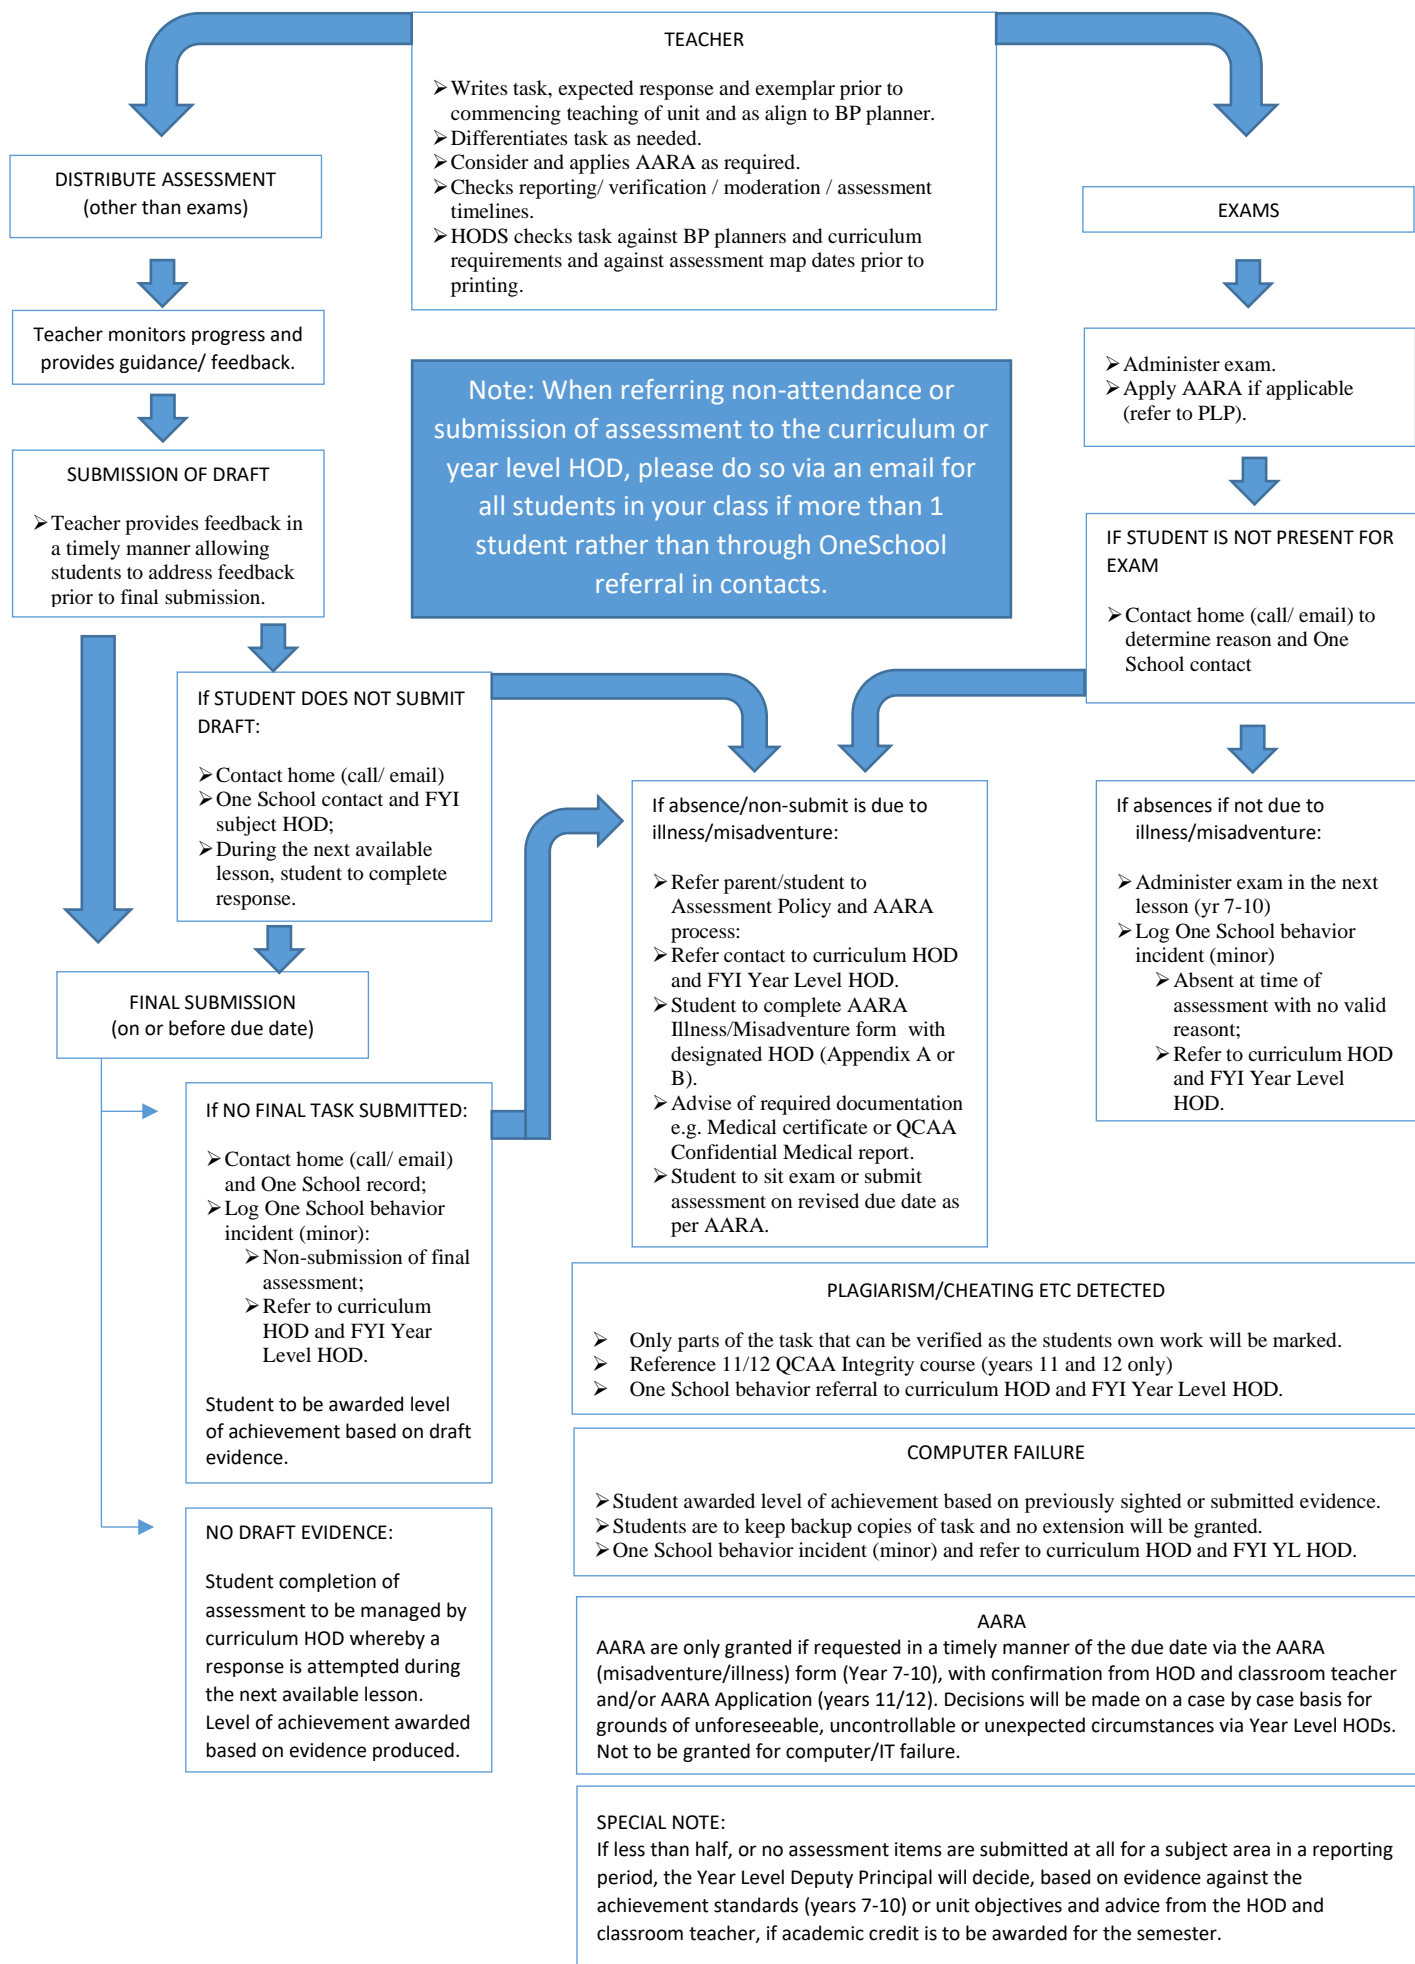 TEACHER
➢Writes task, expected response and exemplar prior to
commencing teaching of unit and as align to BP planner.
➢Differentiates task as needed.
➢Consider and applies AARA as required.
➢Checks reporting/ verification / moderation / assessment
timelines.
➢HODS checks task against BP planners and curriculum
requirements and against assessment map dates prior to
printing.
DISTRIBUTE ASSESSMENT
(other than exams)
EXAMS
Teacher monitors progress and
provides guidance/ feedback.
➢Administer exam.
➢Apply AARA if applicable
(refer to PLP).
Note: When referring non-attendance or
submission of assessment to the curriculum or
year level HOD, please do so via an email for
all students in your class if more than 1
student rather than through OneSchool
referral in contacts.
SUBMISSION OF DRAFT
➢Teacher provides feedback in
a timely manner allowing
students to address feedback
prior to final submission.
IF STUDENT IS NOT PRESENT FOR
EXAM
➢Contact home (call/ email) to
determine reason and One
School contact
If STUDENT DOES NOT SUBMIT
DRAFT:
➢Contact home (call/ email)
➢One School contact and FYI
subject HOD;
➢During the next available
lesson, student to complete
response.
If absence/non-submit is due to
illness/misadventure:
➢Refer parent/student to
Assessment Policy and AARA
process:
➢Refer contact to curriculum HOD
and FYI Year Level HOD.
➢Student to complete AARA
Illness/Misadventure form  with
designated HOD (Appendix A or
B).
➢Advise of required documentation
e.g. Medical certificate or QCAA
Confidential Medical report.
➢Student to sit exam or submit
assessment on revised due date as
per AARA.
If absences if not due to
illness/misadventure:
➢Administer exam in the next
lesson (yr 7-10)
➢Log One School behavior
incident (minor)
➢Absent at time of
assessment with no valid
reasont;
➢Refer to curriculum HOD
and FYI Year Level
HOD.
FINAL SUBMISSION
(on or before due date)
If NO FINAL TASK SUBMITTED:
➢Contact home (call/ email)
and One School record;
➢Log One School behavior
incident (minor):
➢Non-submission of final
assessment;
➢Refer to curriculum
HOD and FYI Year
Level HOD.
Student to be awarded level
of achievement based on draft
evidence.
NO DRAFT EVIDENCE:
Student completion of
assessment to be managed by
curriculum HOD whereby a
response is attempted during
the next available lesson.
Level of achievement awarded
based on evidence produced.
PLAGIARISM/CHEATING ETC DETECTED
➢ Only parts of the task that can be verified as the students own work will be marked.
➢ Reference 11/12 QCAA Integrity course (years 11 and 12 only)
➢ One School behavior referral to curriculum HOD and FYI Year Level HOD.
COMPUTER FAILURE
➢Student awarded level of achievement based on previously sighted or submitted evidence.
➢Students are to keep backup copies of task and no extension will be granted.
➢One School behavior incident (minor) and refer to curriculum HOD and FYI YL HOD.
AARA
AARA are only granted if requested in a timely manner of the due date via the AARA
(misadventure/illness) form (Year 7-10), with confirmation from HOD and classroom teacher
and/or AARA Application (years 11/12). Decisions will be made on a case by case basis for
grounds of unforeseeable, uncontrollable or unexpected circumstances via Year Level HODs.
Not to be granted for computer/IT failure.
SPECIAL NOTE:
If less than half, or no assessment items are submitted at all for a subject area in a reporting
period, the Year Level Deputy Principal will decide, based on evidence against the
achievement standards (years 7-10) or unit objectives and advice from the HOD and
classroom teacher, if academic credit is to be awarded for the semester.